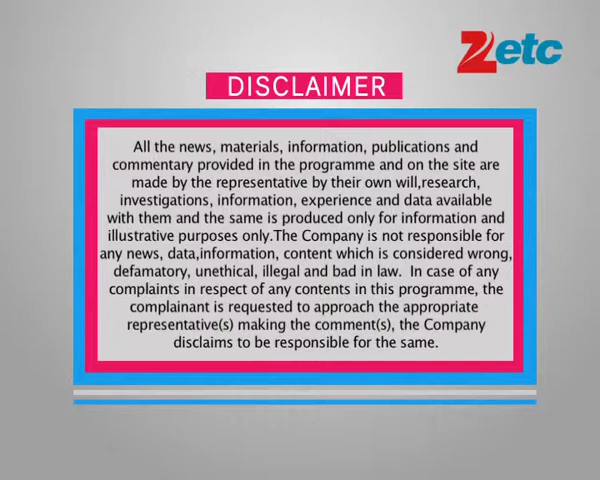 Zetc
DISCLAIMER
All the news, materials, information, publications and
commentary provided in the programme and on the site are
made by the representative by their own will,research,
investigations, information, experience and data available
with them and the same is produced only for information and
illustrative purposes only.The Company is not responsible for
any news, data,information, content which is considered wrong,
defamatory, unethical, illegal and bad in law.  In case of any
complaints in respect of any contents in this programme, the
complainant is requested to approach the appropriate
representative(s) making the comment(s), the Company
disclaims to be responsible for the same.